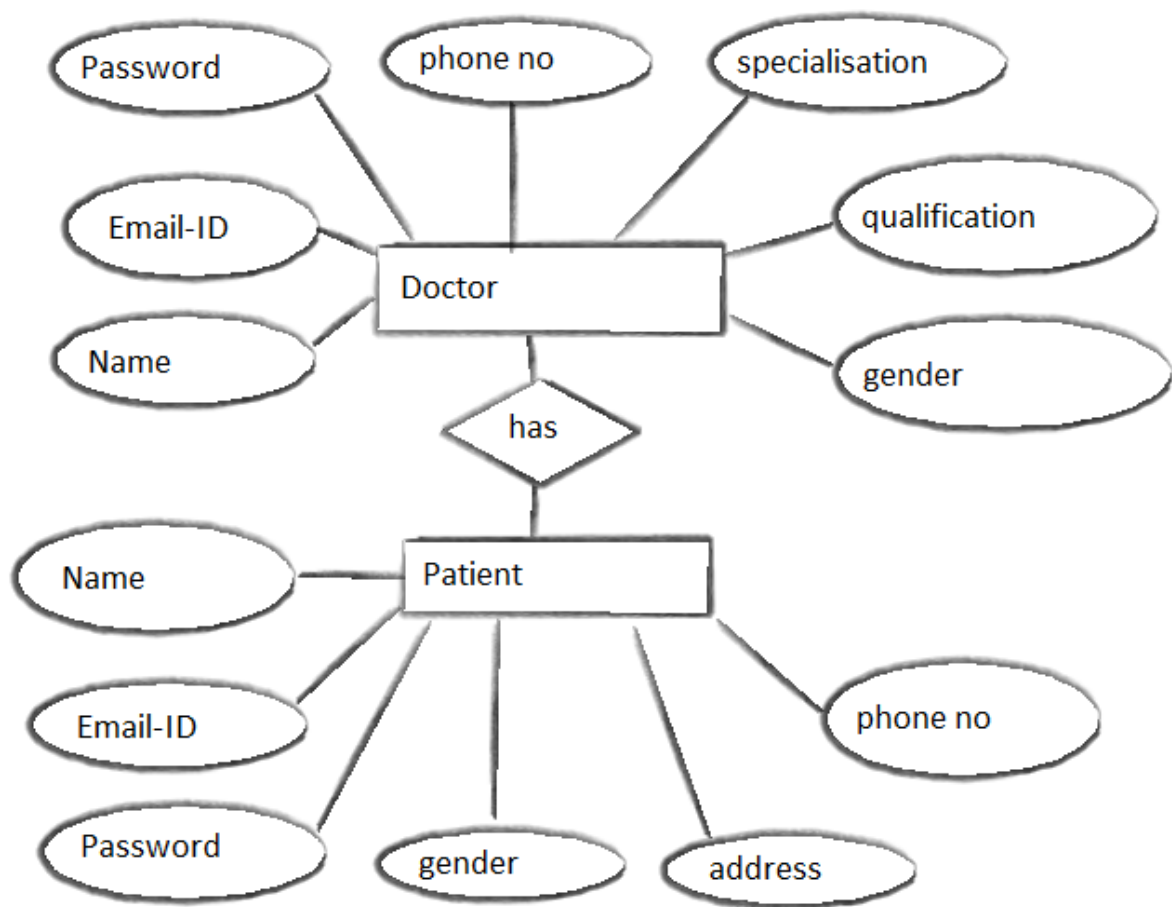 Password
phone no
specialisation
Email-ID
qualification
Doctor
Name
gender
has
Name
Patient
Email-ID
phone no
Password
gender
address